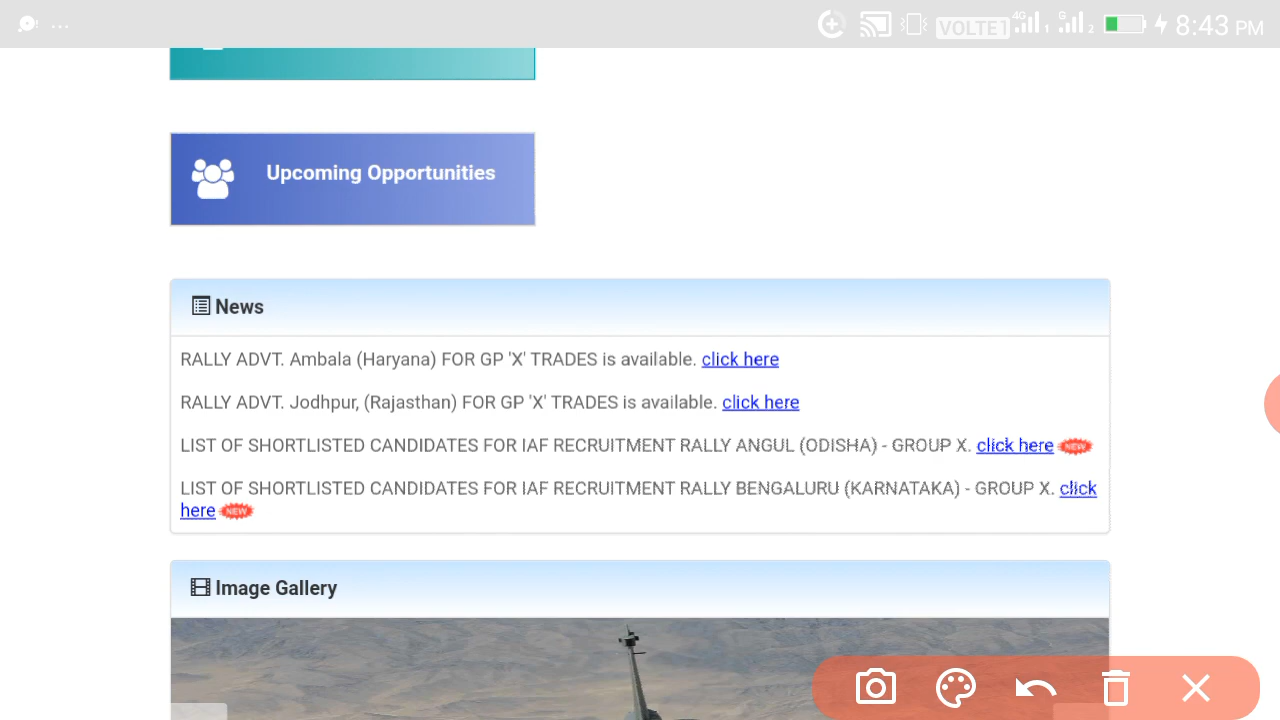 VOLTE1 4G 1 G 2 8:43 PM
Upcoming Opportunities
News
RALLY ADVT. Ambala (Haryana) FOR GP 'X' TRADES is available. click here
RALLY ADVT. Jodhpur, (Rajasthan) FOR GP 'X' TRADES is available. click here
LIST OF SHORTLISTED CANDIDATES FOR IAF RECRUITMENT RALLY ANGUL (ODISHA) - GROUP X. click here NEW
LIST OF SHORTLISTED CANDIDATES FOR IAF RECRUITMENT RALLY BENGALURU (KARNATAKA) - GROUP X. click
here NEW
Image Gallery